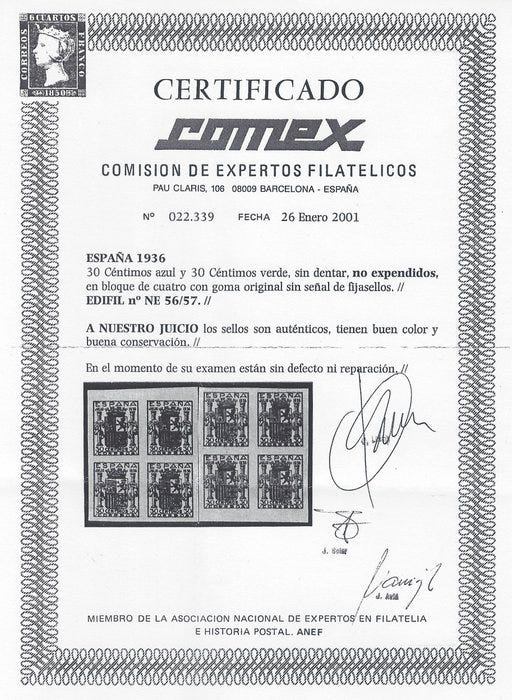 6 CUARTOS
CORREOS
FRANCO
1850
CERTIFICADO
comex
COMISION DE EXPERTOS FILATELICOS
PAU CLARIS, 106 08009 BARCELONA - ESPAÑA
Nº 022.339 FECHA 26 Enero 2001
ESPAÑA 1936
30 Céntimos azul y 30 Céntimos verde, sin dentar, no expendidos,
en bloque de cuatro con goma original sin señal de fijasellos. //
EDIFIL nº NE 56/57. //
A NUESTRO JUICIO los sellos son auténticos, tienen buen color y
buena conservación. //
En el momento de su examen están sin defecto ni reparación. //
ESPAÑA ESPAÑA ESPAÑA ESPAÑA
ESPAÑA ESPAÑA ESPAÑA ESPAÑA
J. Soler
J. Avià
MIEMBRO DE LA ASOCIACION NACIONAL DE EXPERTOS EN FILATELIA
E HISTORIA POSTAL. ANEF